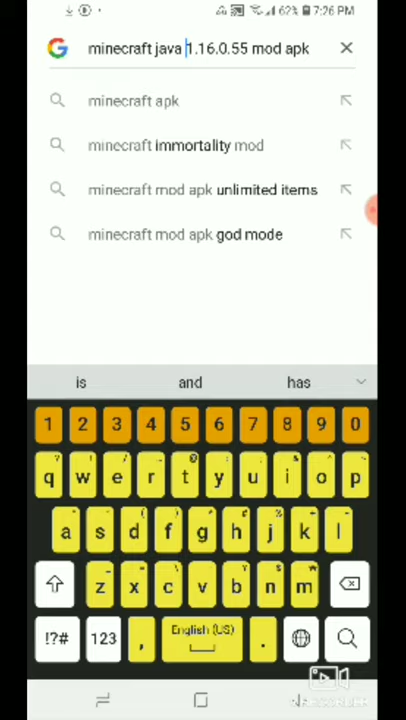 62% 7:26 PM
minecraft java 1.16.0.55 mod apk
minecraft apk
minecraft immortality mod
minecraft mod apk unlimited items
minecraft mod apk god mode
is and has
1 2 3 4 5 6 7 8 9 0
q w e r t y u i o p
a s d f g h j k l
z x c v b n m
!?# 123 , English (US) .